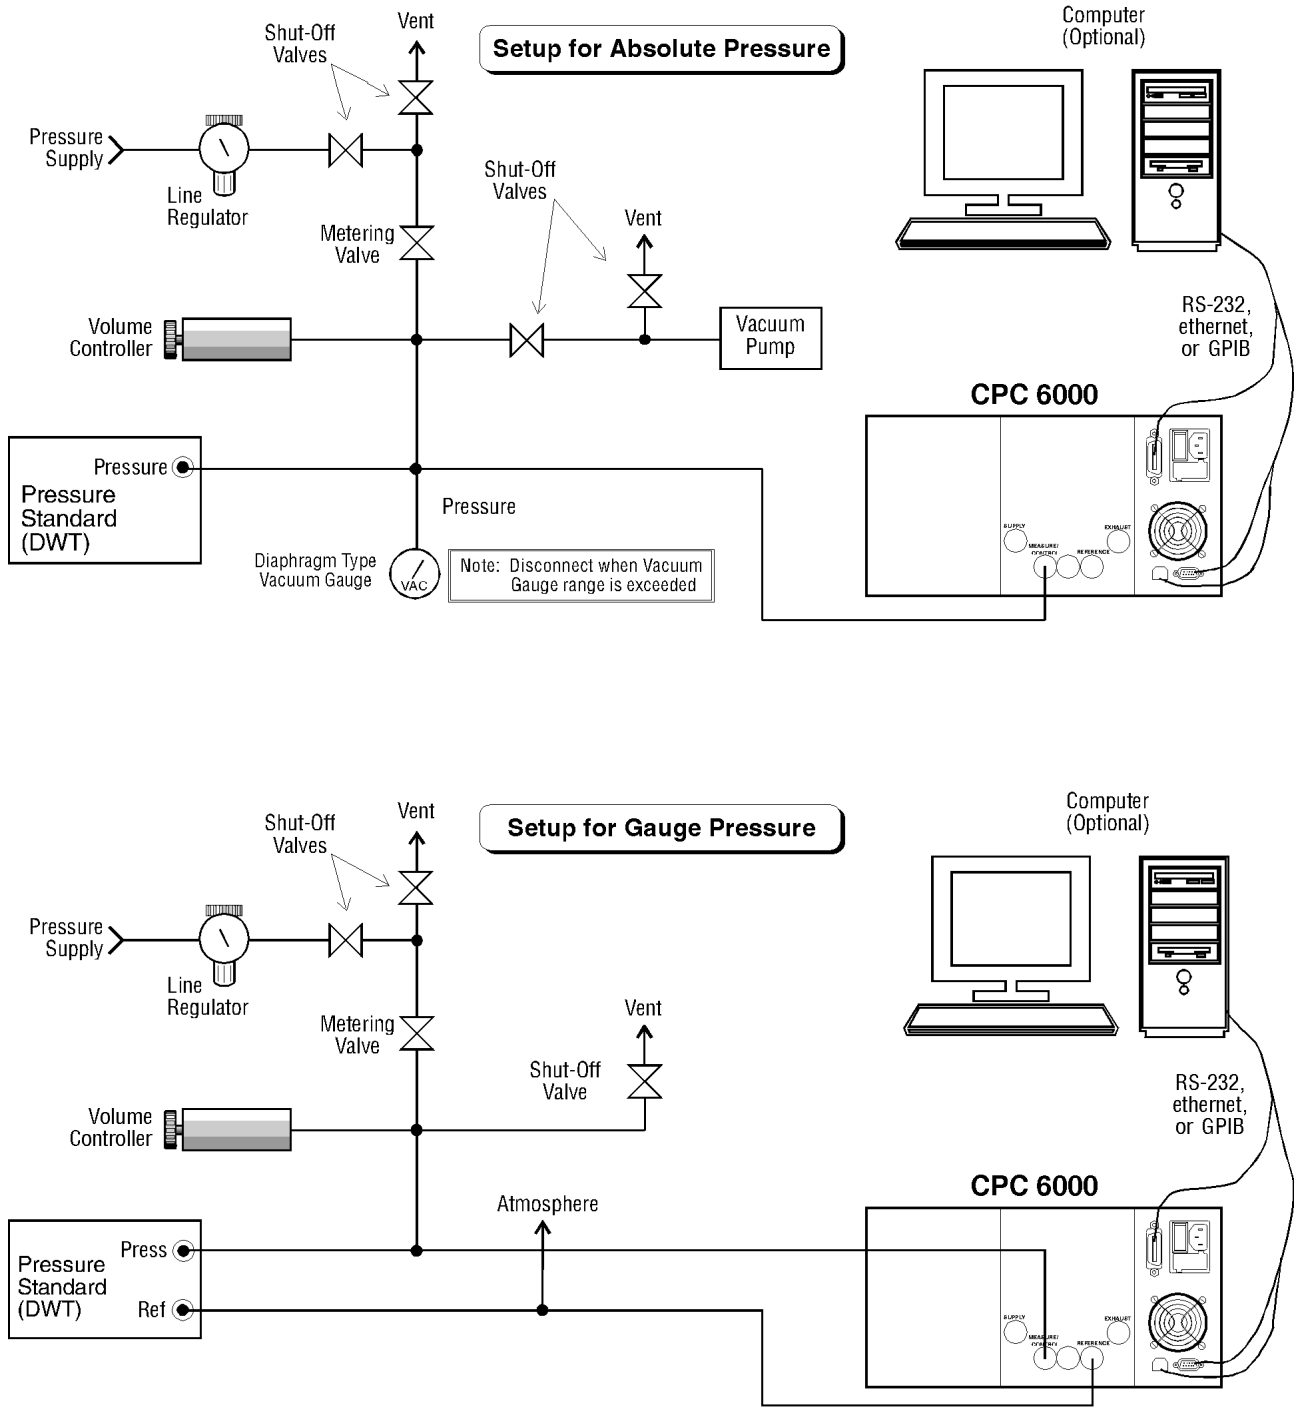 Setup for Absolute Pressure
Computer
(Optional)
Vent
Shut-Off
Valves
Pressure
Supply
Line
Regulator
Shut-Off
Valves
Vent
Metering
Valve
Volume
Controller
Vacuum
Pump
RS-232,
ethernet,
or GPIB
CPC 6000
Pressure
Pressure
Standard
(DWT)
Pressure
Diaphragm Type
Vacuum Gauge
VAC
Note: Disconnect when Vacuum
Gauge range is exceeded
SUPPLY
EXHAUST
MEASURE/
CONTROL
REFERENCE
Setup for Gauge Pressure
Computer
(Optional)
Vent
Shut-Off
Valves
Pressure
Supply
Line
Regulator
Metering
Valve
Vent
Shut-Off
Valve
Volume
Controller
RS-232,
ethernet,
or GPIB
CPC 6000
Atmosphere
Press
Pressure
Standard
(DWT)
Ref
SUPPLY
EXHAUST
MEASURE/
CONTROL
REFERENCE